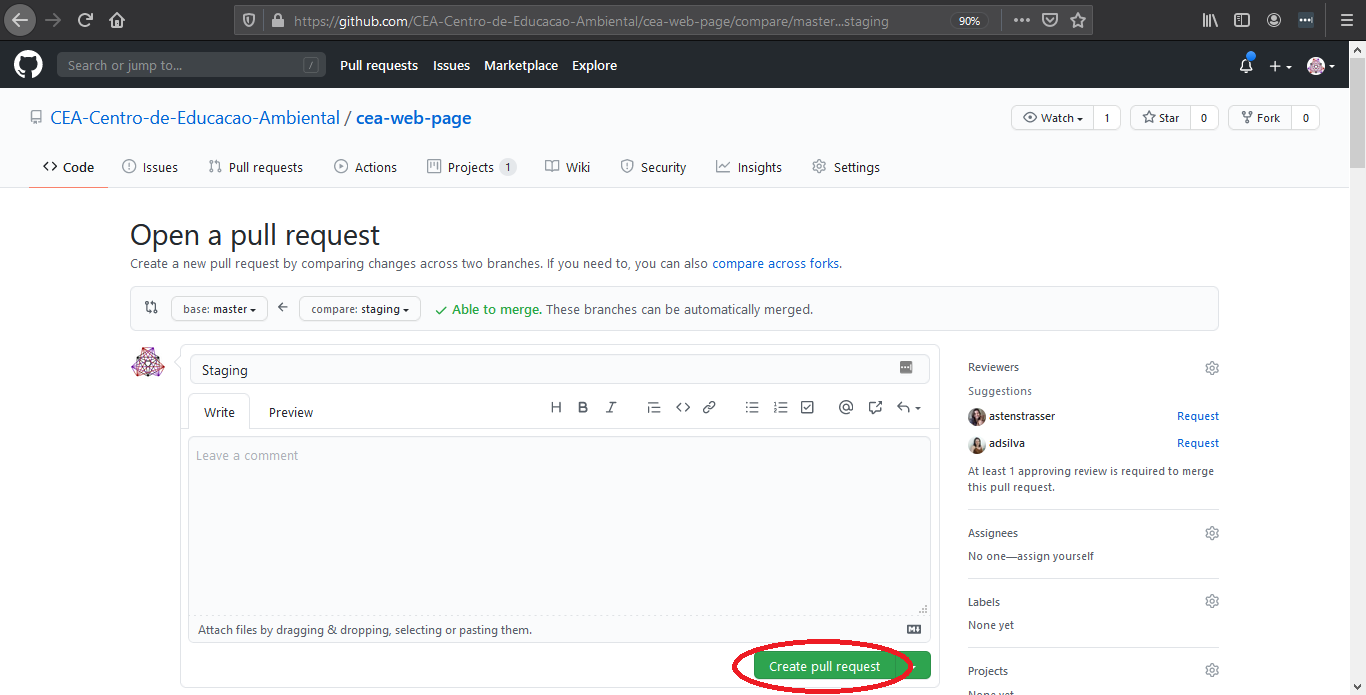 https://github.com/CEA-Centro-de-Educacao-Ambiental/cea-web-page/compare/master...staging 90%
Search or jump to... / Pull requests Issues Marketplace Explore
CEA-Centro-de-Educacao-Ambiental / cea-web-page Watch 1 Star 0 Fork 0
Code Issues Pull requests Actions Projects 1 Wiki Security Insights Settings
Open a pull request
Create a new pull request by comparing changes across two branches. If you need to, you can also compare across forks.
base: master compare: staging Able to merge. These branches can be automatically merged.
Staging
Write Preview
Leave a comment
Attach files by dragging & dropping, selecting or pasting them.
Create pull request
Reviewers
Suggestions
astenstrasser Request
adsilva Request
At least 1 approving review is required to merge
this pull request.
Assignees
No one—assign yourself
Labels
None yet
Projects
None yet